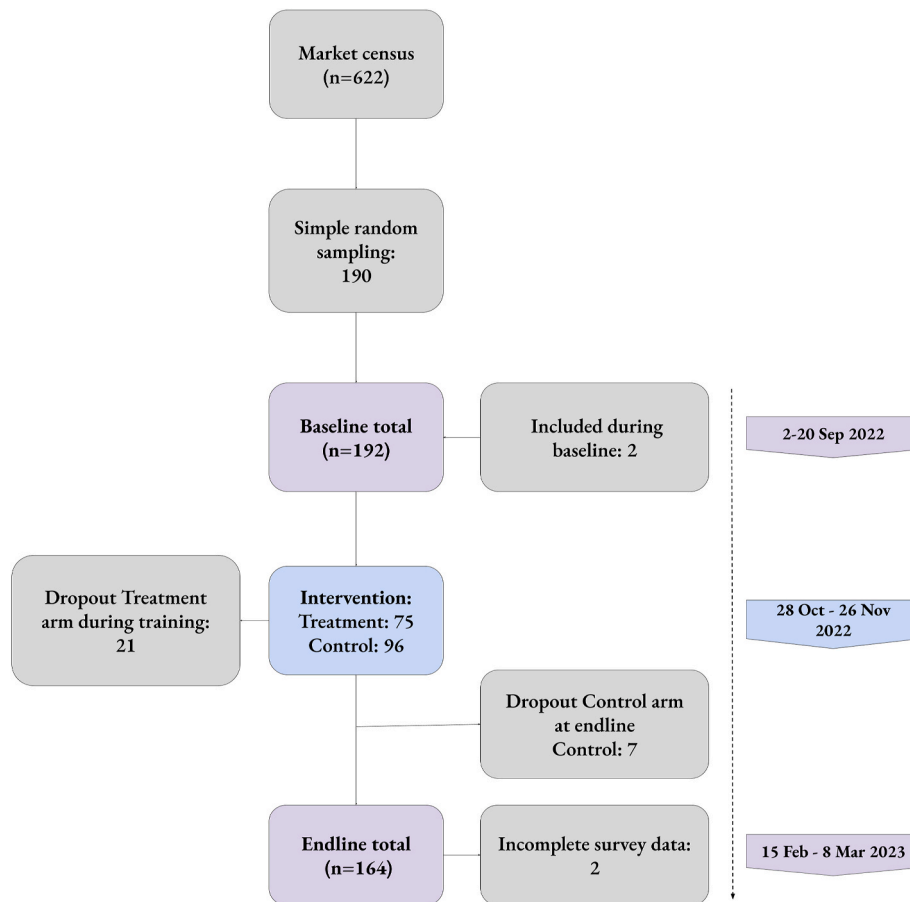 Market census
(n=622)
Simple random
sampling:
190
Baseline total
(n=192)
Included during
baseline: 2
2-20 Sep 2022
Dropout Treatment
arm during training:
21
Intervention:
Treatment: 75
Control: 96
28 Oct - 26 Nov
2022
Dropout Control arm
at endline
Control: 7
Endline total
(n=164)
Incomplete survey data:
2
15 Feb - 8 Mar 2023